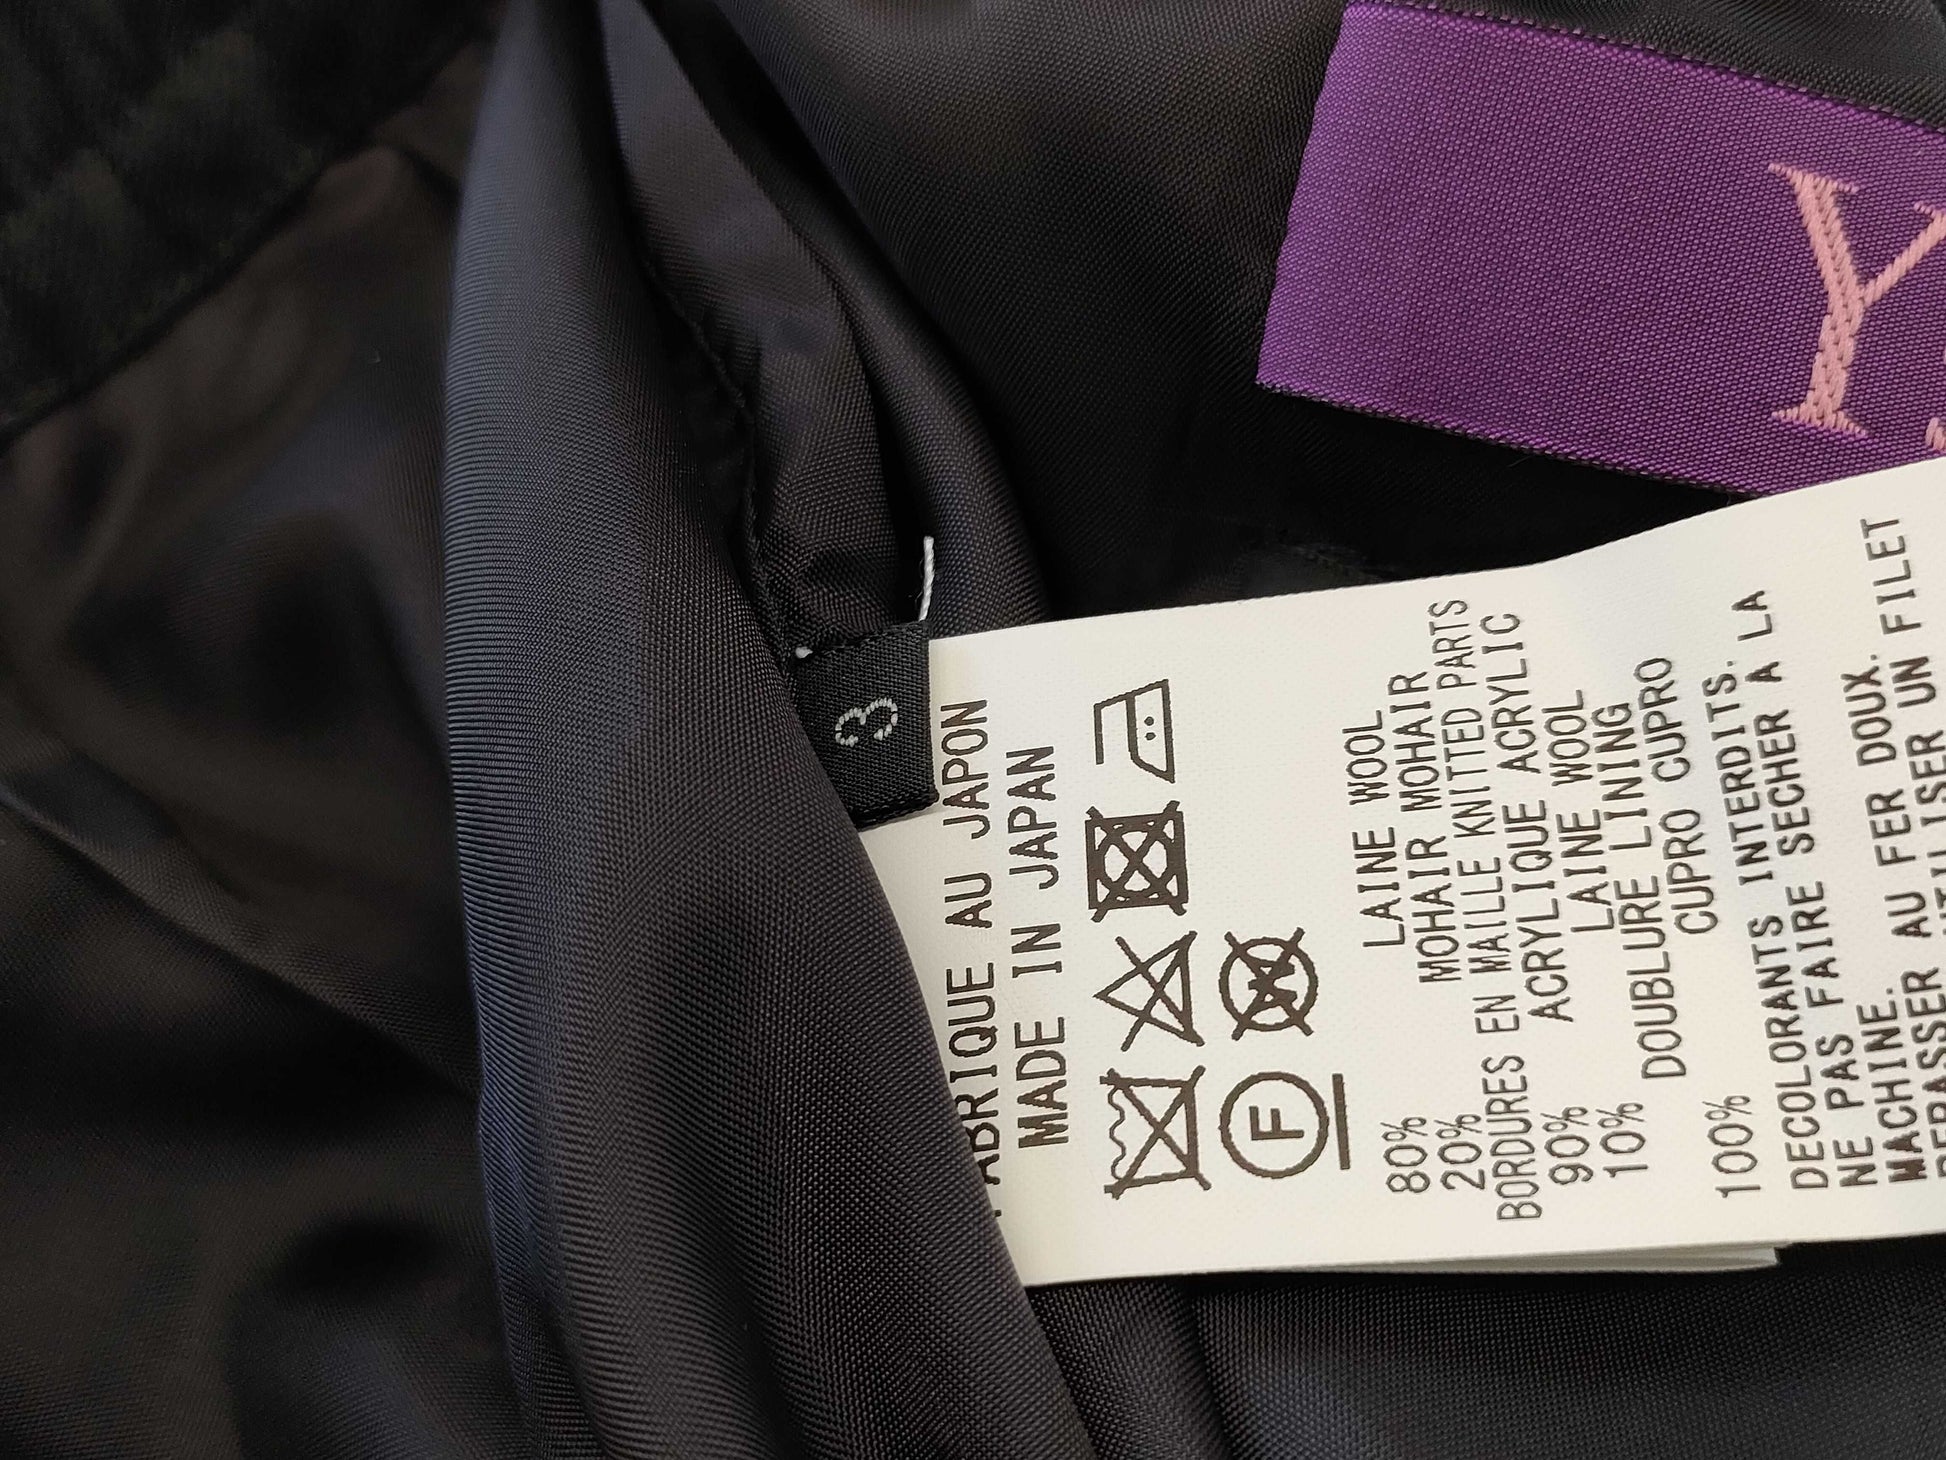 Y
3
FABRIQUE AU JAPON
MADE IN JAPAN
F
W
80% LAINE WOOL
20% MOHAIR MOHAIR
BORDURES EN MAILLE KNITTED PARTS
90% ACRYLIQUE ACRYLIC
10% LAINE WOOL
DOUBLURE LINING
100% CUPRO CUPRO
DECOLORANTS INTERDITS.
NE PAS FAIRE SECHER A LA
MACHINE. AU FER DOUX.
UN FILET